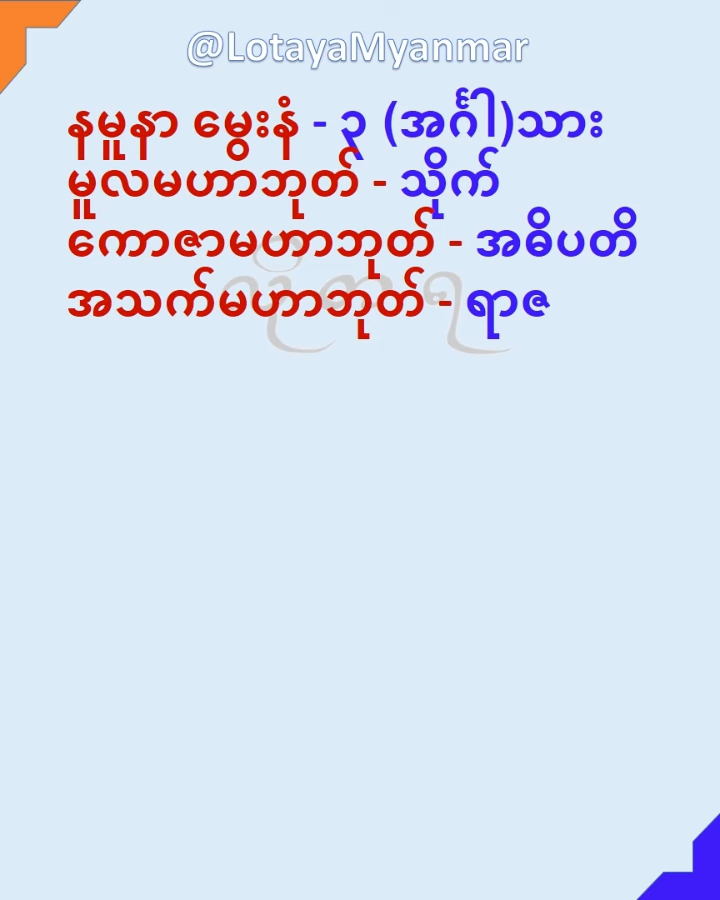 @LotayaMyanmar
နမူနာ မွေးနံ - ၃ (အင်္ဂါ)သား
မူလမဟာဘုတ် - သိုက်
ကောဇာမဟာဘုတ် - အဓိပတိ
အသက်မဟာဘုတ် - ရာဇ